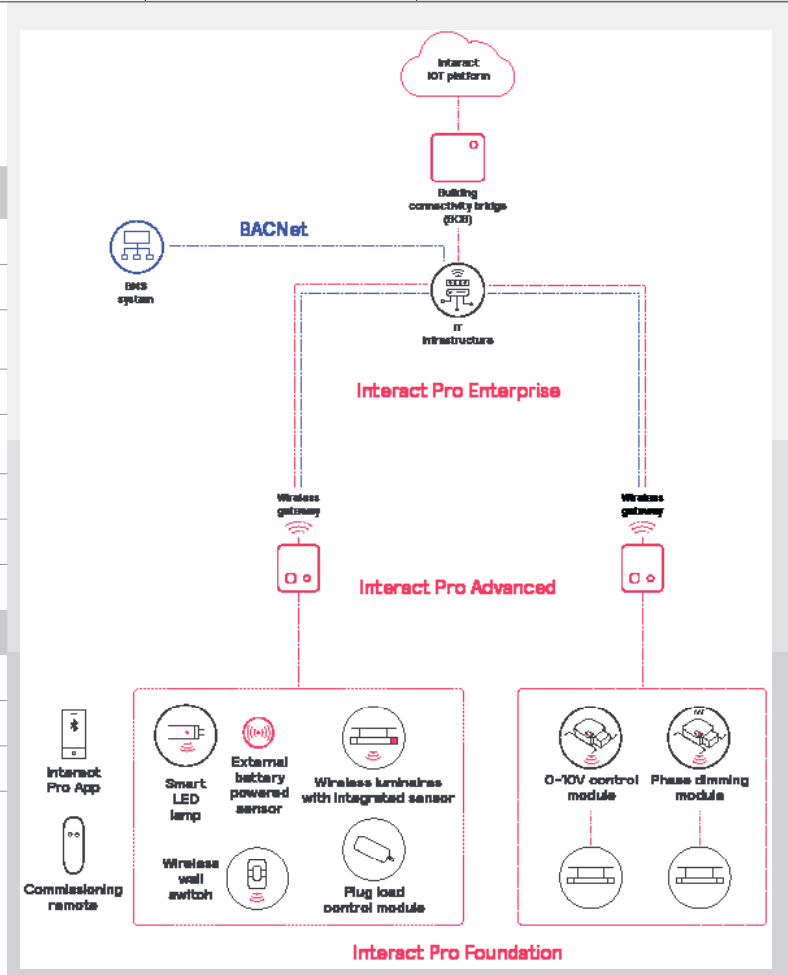 Interact
IOT platform
Building
connectivity bridge
(BCB)
BACNet
BMS
system
IT
infrastructure
Interact Pro Enterprise
Wireless
gateway
Wireless
gateway
Interact Pro Advanced
Interact
Pro App
Smart
LED
lamp
External
battery
powered
sensor
Wireless luminaires
with integrated sensor
0-10V control
module
Phase dimming
module
Commissioning
remote
Wireless
wall
switch
Plug load
control module
Interact Pro Foundation